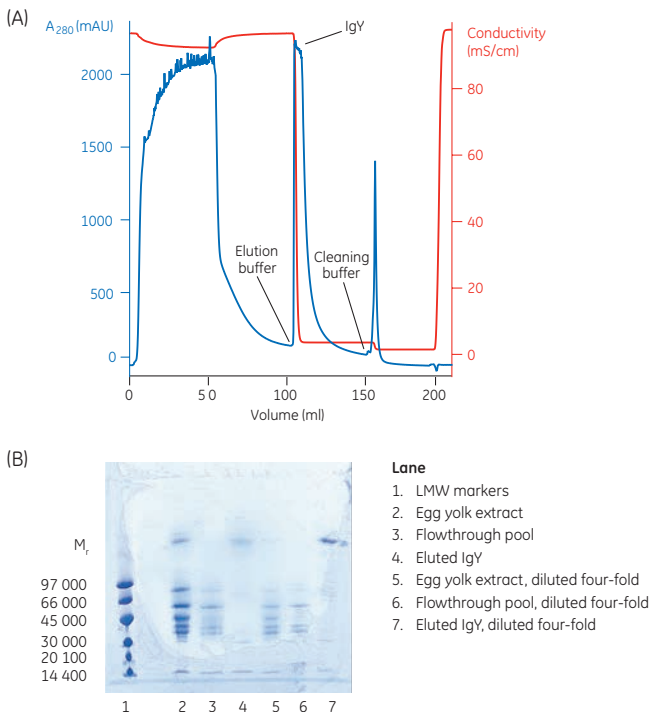 (A)
A280 (mAU)
IgY
Conductivity
(mS/cm)
2000
1500
1000
500
0
80
60
40
20
0
Elution
buffer
Cleaning
buffer
0
50
100
150
200
Volume (ml)
(B)
Mr
97 000
66 000
45 000
30 000
20 100
14 400
1 2 3 4 5 6 7
Lane
1. LMW markers
2. Egg yolk extract
3. Flowthrough pool
4. Eluted IgY
5. Egg yolk extract, diluted four-fold
6. Flowthrough pool, diluted four-fold
7. Eluted IgY, diluted four-fold